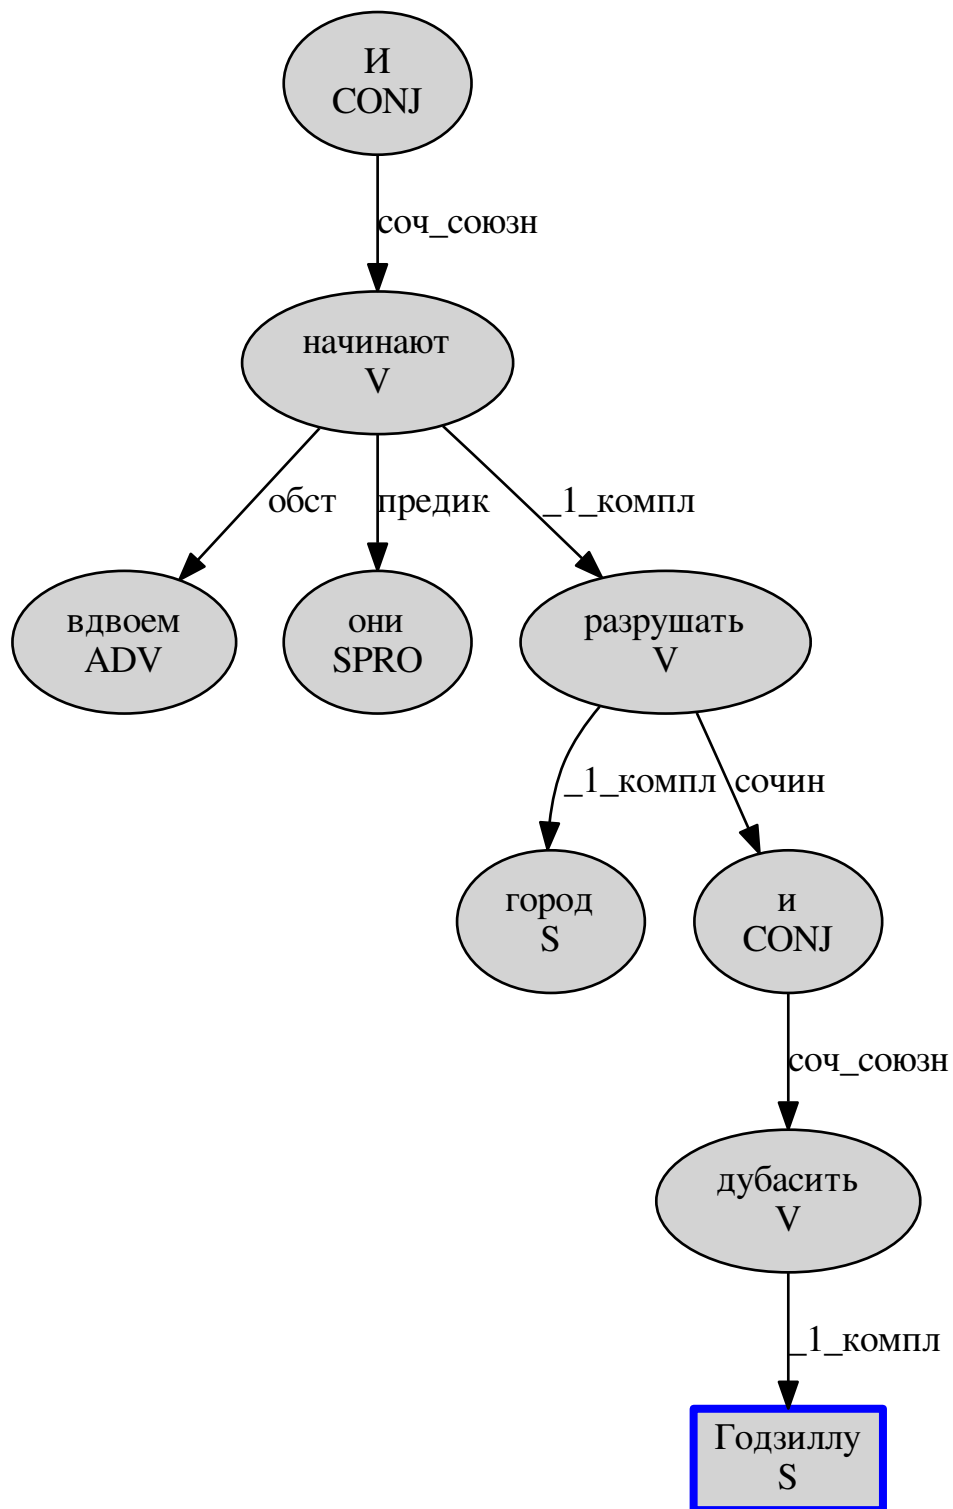 И
CONJ
соч_союзн
начинают
V
обст
предик
_1_компл
вдвоем
ADV
они
SPRO
разрушать
V
_1_компл
сочин
город
S
и
CONJ
соч_союзн
дубасить
V
_1_компл
Годзиллу
S